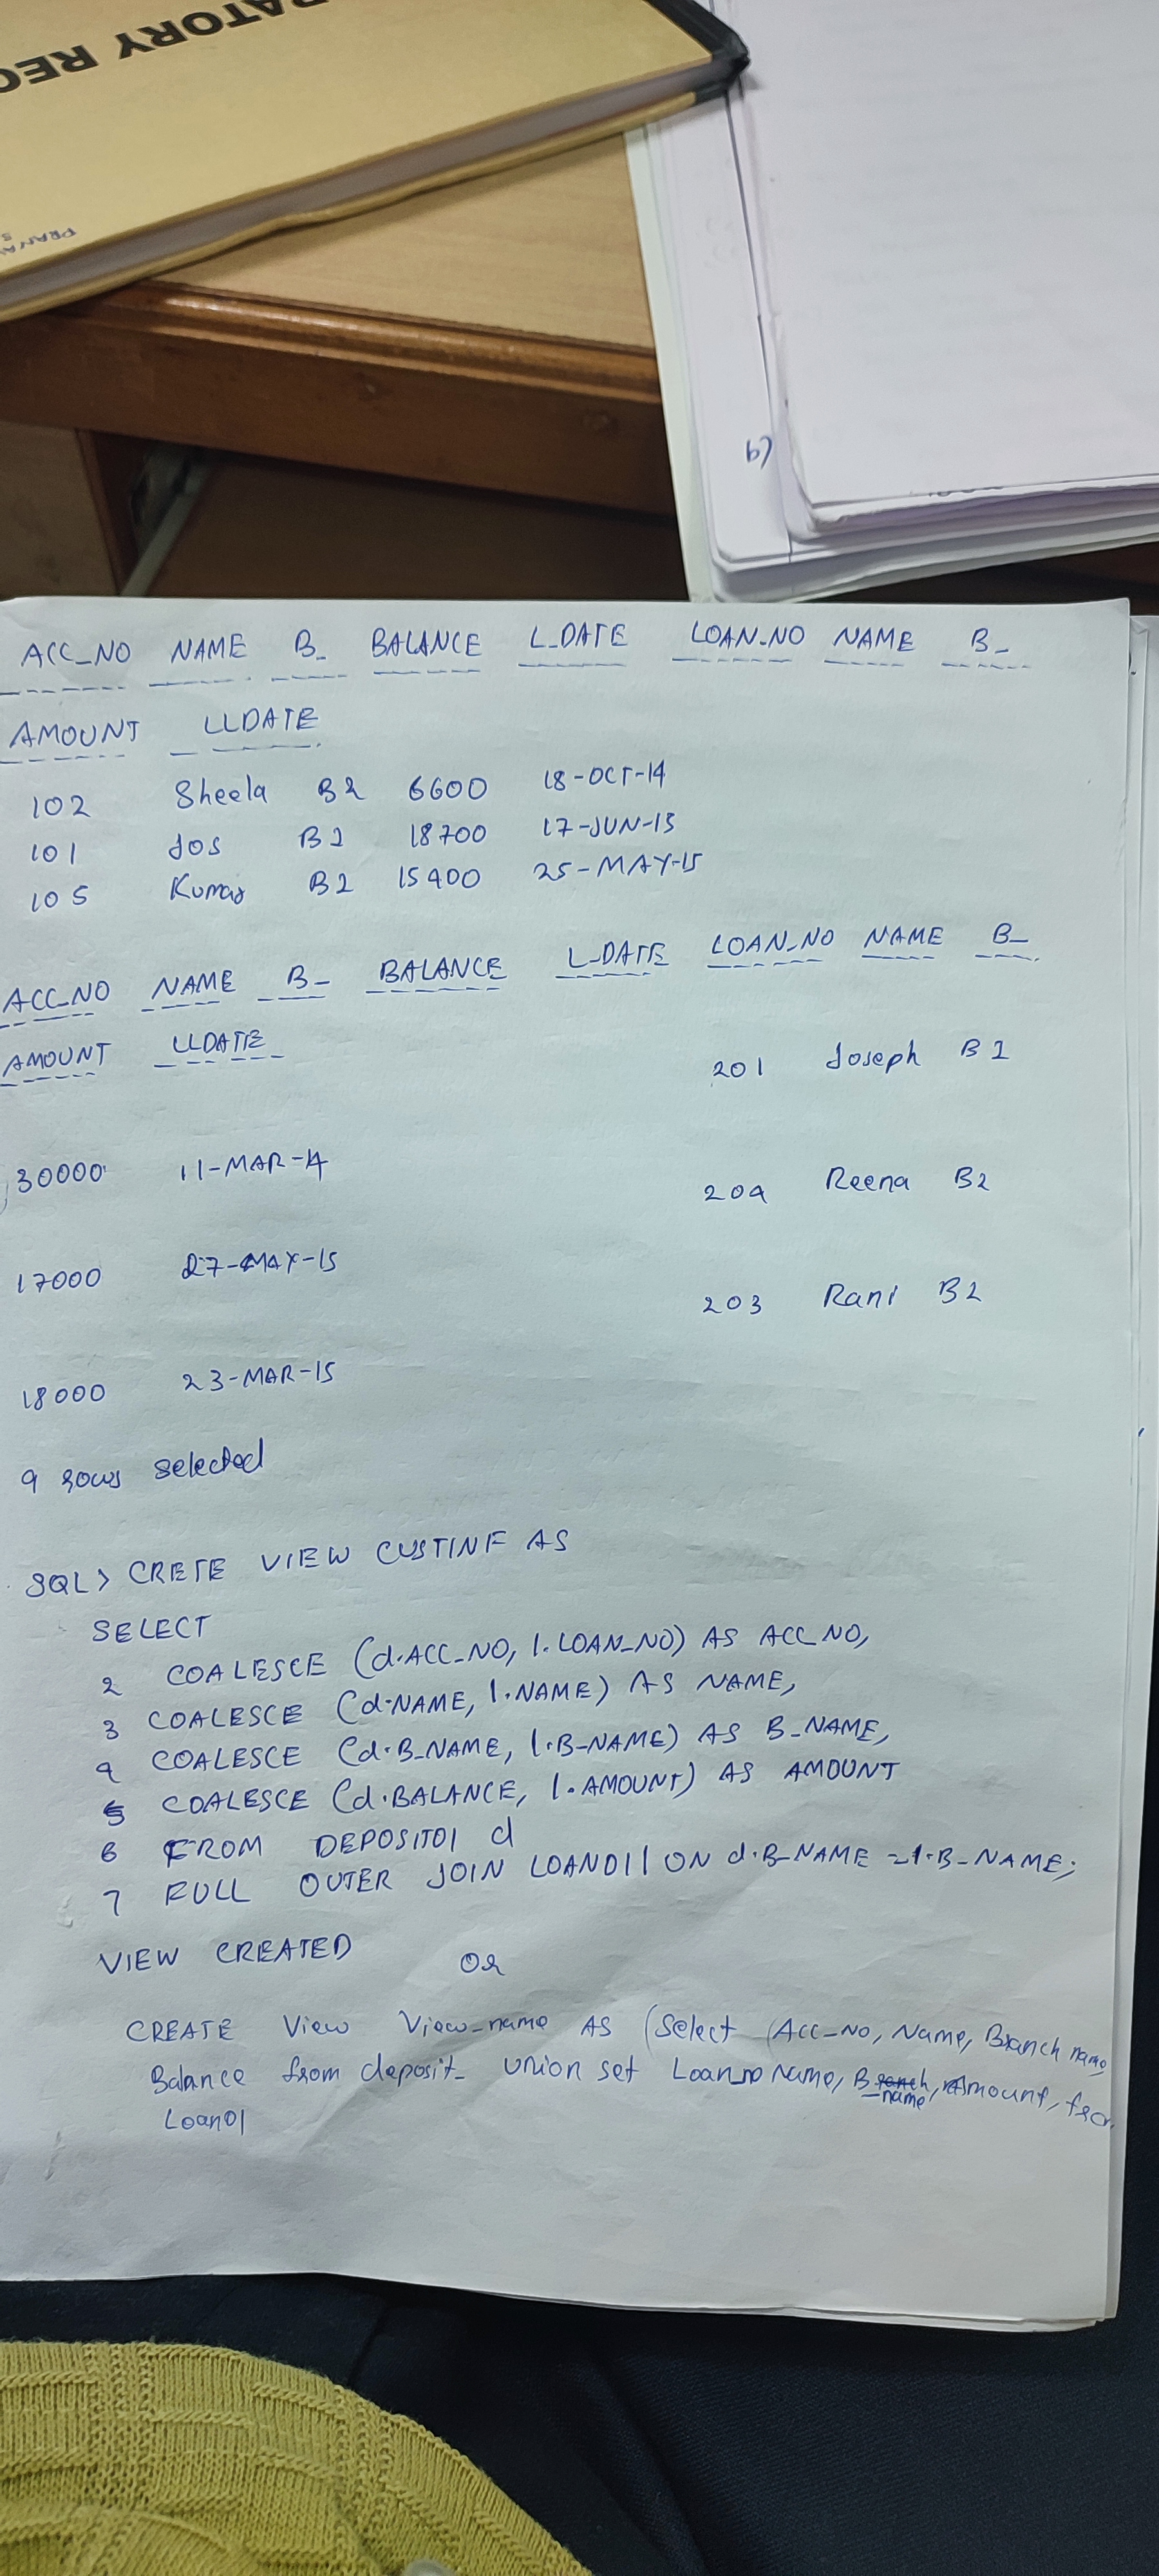 RATORY REC
PRANA
S
b)
ACC_NO NAME B_ BALANCE L_DATE LOAN_NO NAME B_
AMOUNT LLDATE
102 Sheela B2 6600 18-OCT-14
101 Jos B1 18700 17-JUN-13
105 Kumar B2 15400 25-MAY-15
ACC_NO NAME B_ BALANCE L_DATE LOAN_NO NAME B_
AMOUNT LLDATE
201 Joseph B1
30000 11-MAR-14
204 Reena B2
17000 27-MAY-15
203 Rani B2
18000 23-MAR-15
9 rows selected
SQL> CRETE VIEW CUSTINF AS
SELECT
2 COALESCE (d.ACC_NO, l.LOAN_NO) AS ACC_NO,
3 COALESCE (d.NAME, l.NAME) AS NAME,
4 COALESCE (d.B_NAME, l.B_NAME) AS B_NAME,
5 COALESCE (d.BALANCE, l.AMOUNT) AS AMOUNT
6 FROM DEPOSIT01 d
7 FULL OUTER JOIN LOAN01 l ON d.B_NAME = l.B_NAME;
VIEW CREATED
Or
CREATE View View_name AS (Select (Acc_No, Name, Branch name
Balance from deposit_ union set Loan_no Name, B_name, Amount, fro
Loan01